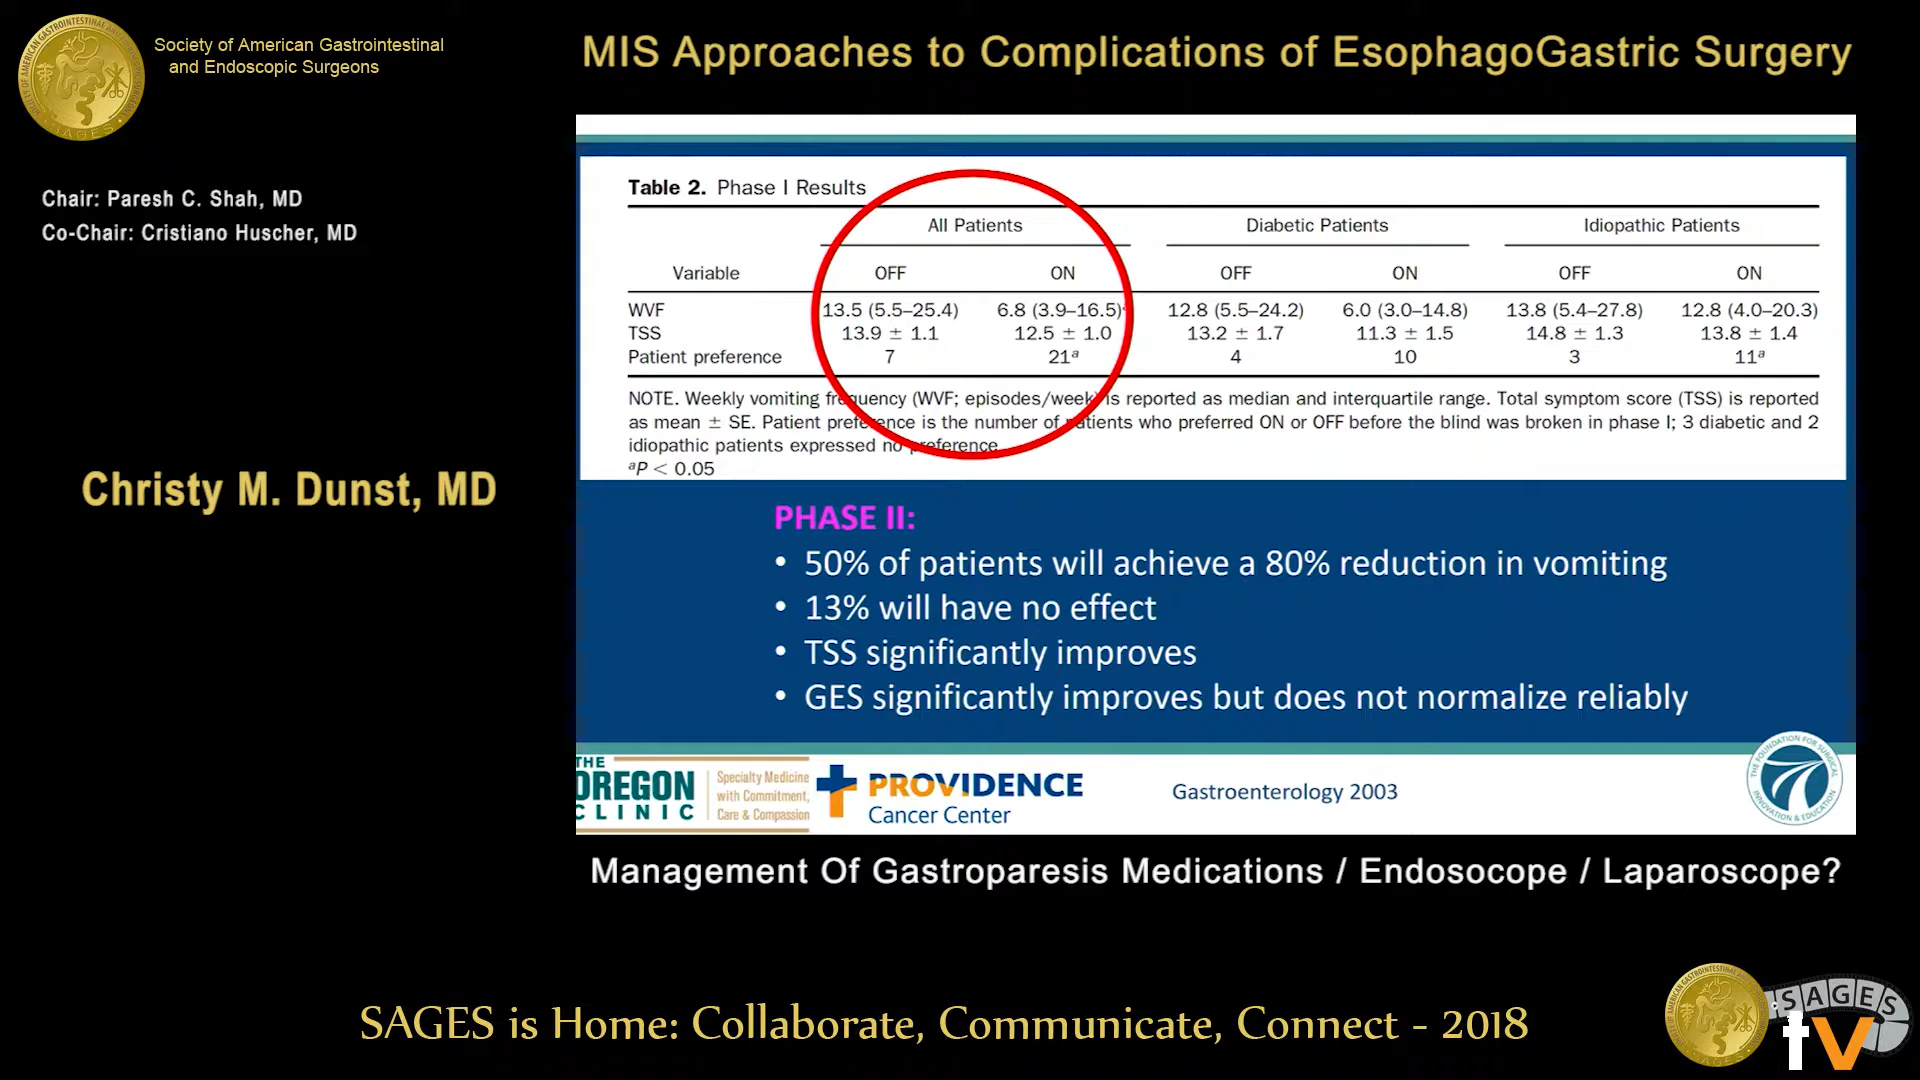 Society of American Gastrointestinal
and Endoscopic Surgeons
MIS Approaches to Complications of EsophagoGastric Surgery
Chair: Paresh C. Shah, MD
Co-Chair: Cristiano Huscher, MD
Christy M. Dunst, MD
Table 2. Phase I Results
All Patients Diabetic Patients Idiopathic Patients
Variable OFF ON OFF ON OFF ON
WVF 13.5 (5.5–25.4) 6.8 (3.9–16.5)ᵃ 12.8 (5.5–24.2) 6.0 (3.0–14.8) 13.8 (5.4–27.8) 12.8 (4.0–20.3)
TSS 13.9 ± 1.1 12.5 ± 1.0 13.2 ± 1.7 11.3 ± 1.5 14.8 ± 1.3 13.8 ± 1.4
Patient preference 7 21ᵃ 4 10 3 11ᵃ
NOTE. Weekly vomiting frequency (WVF; episodes/week) is reported as median and interquartile range. Total symptom score (TSS) is reported
as mean ± SE. Patient preference is the number of patients who preferred ON or OFF before the blind was broken in phase I; 3 diabetic and 2
idiopathic patients expressed no preference.
ᵃP < 0.05
PHASE II:
• 50% of patients will achieve a 80% reduction in vomiting
• 13% will have no effect
• TSS significantly improves
• GES significantly improves but does not normalize reliably
THE
OREGON
CLINIC
Specialty Medicine
with Commitment,
Care & Compassion
PROVIDENCE
Cancer Center
Gastroenterology 2003
THE FOUNDATION FOR SURGICAL
INNOVATION & EDUCATION
Management Of Gastroparesis Medications / Endosocope / Laparoscope?
SAGES is Home: Collaborate, Communicate, Connect - 2018
SAGES
tv